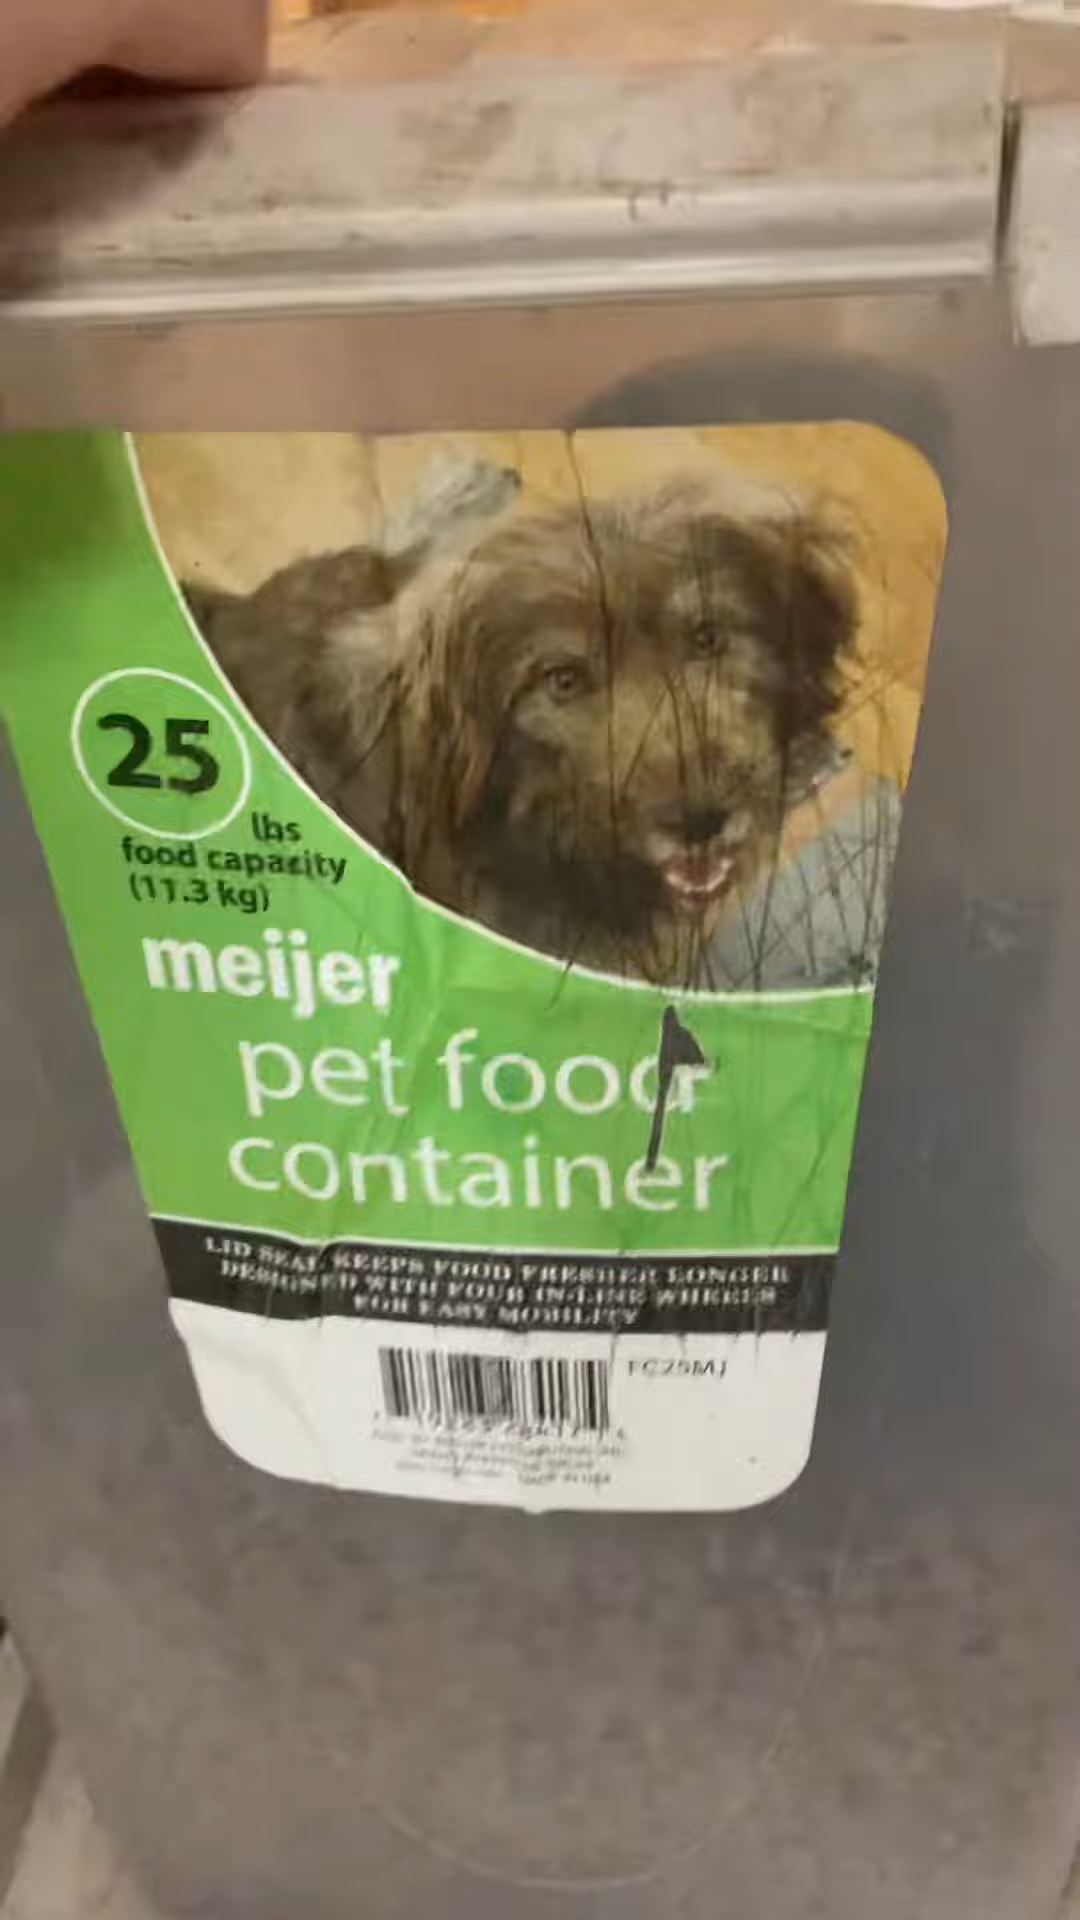 25
lbs
food capacity
(11.3 kg)
meijer
pet food
container
LID SEAL KEEPS FOOD FRESHER LONGER
DESIGNED WITH FOUR IN-LINE WHEELS
FOR EASY MOBILITY
FC25MJ